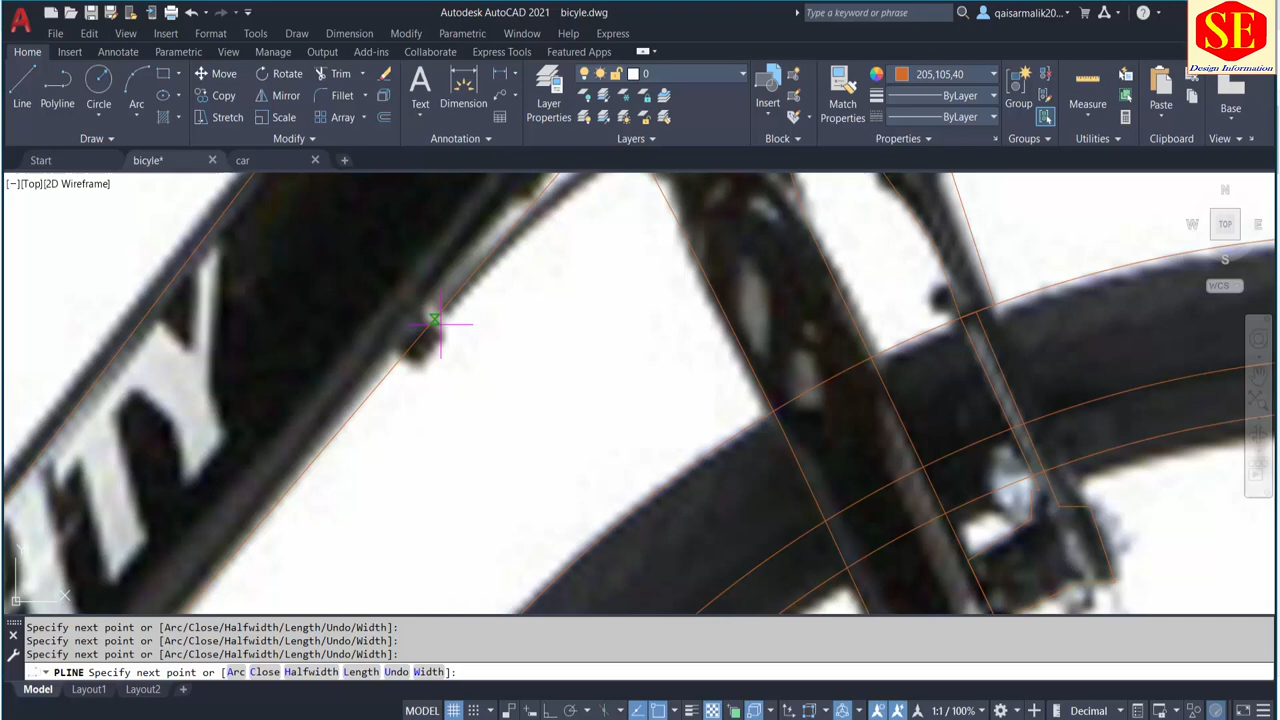 Autodesk AutoCAD 2021 bicyle.dwg
Type a keyword or phrase
qaisarmalik20...
SE
Design Information
File Edit View Insert Format Tools Draw Dimension Modify Parametric Window Help Express
Home Insert Annotate Parametric View Manage Output Add-ins Collaborate Express Tools Featured Apps
Line Polyline Circle Arc
Move Rotate Trim
Copy Mirror Fillet
Stretch Scale Array
Text Dimension
Layer Properties
0
Insert
Match Properties
205,105,40
ByLayer
ByLayer
Group
Measure
Paste
Base
Draw Modify Annotation Layers Block Properties Groups Utilities Clipboard View
Start bicyle* car
[−][Top][2D Wireframe]
N
W TOP E
S
WCS
TY
Y
X
Specify next point or [Arc/Close/Halfwidth/Length/Undo/Width]:
Specify next point or [Arc/Close/Halfwidth/Length/Undo/Width]:
Specify next point or [Arc/Close/Halfwidth/Length/Undo/Width]:
PLINE Specify next point or [Arc Close Halfwidth Length Undo Width]:
Model Layout1 Layout2
MODEL 1:1 / 100% Decimal